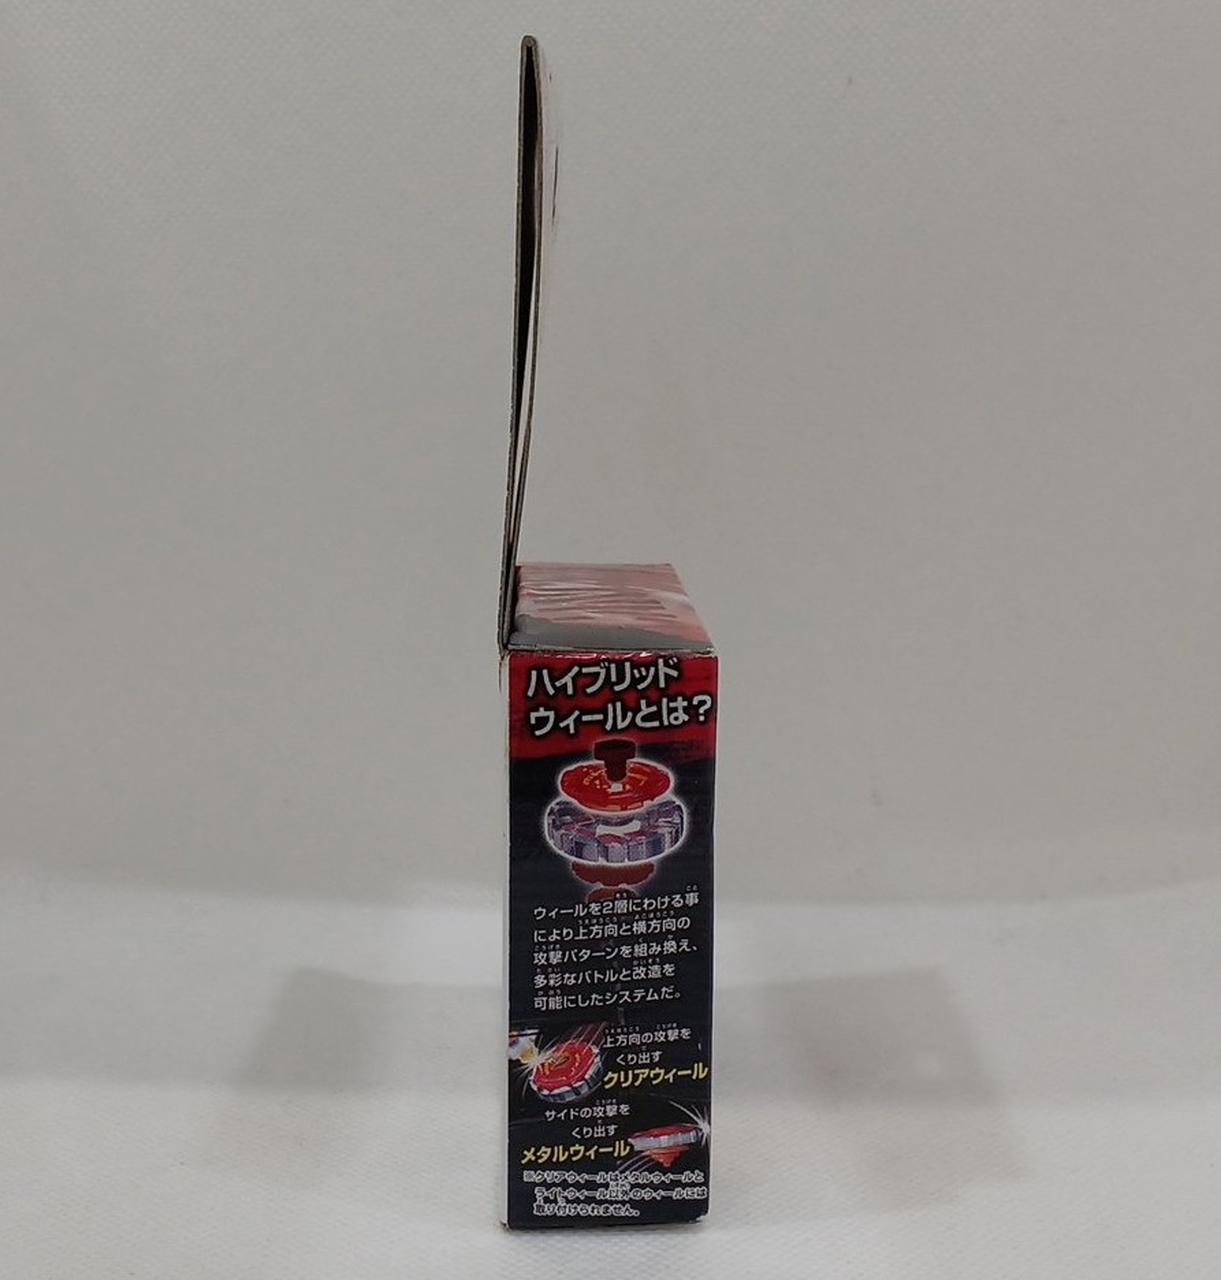 ハイブリッド
ウィールとは?
ウィールを2層にわける事
により上方向と横方向の
攻撃パターンを組み換え、
多彩なバトルと改造を
可能にしたシステムだ。
上方向の攻撃を
くり出す
クリアウィール
サイドの攻撃を
くり出す
メタルウィール
※クリアウィールはメタルウィールと
ライトウィール以外のウィールには
取り付けられません。